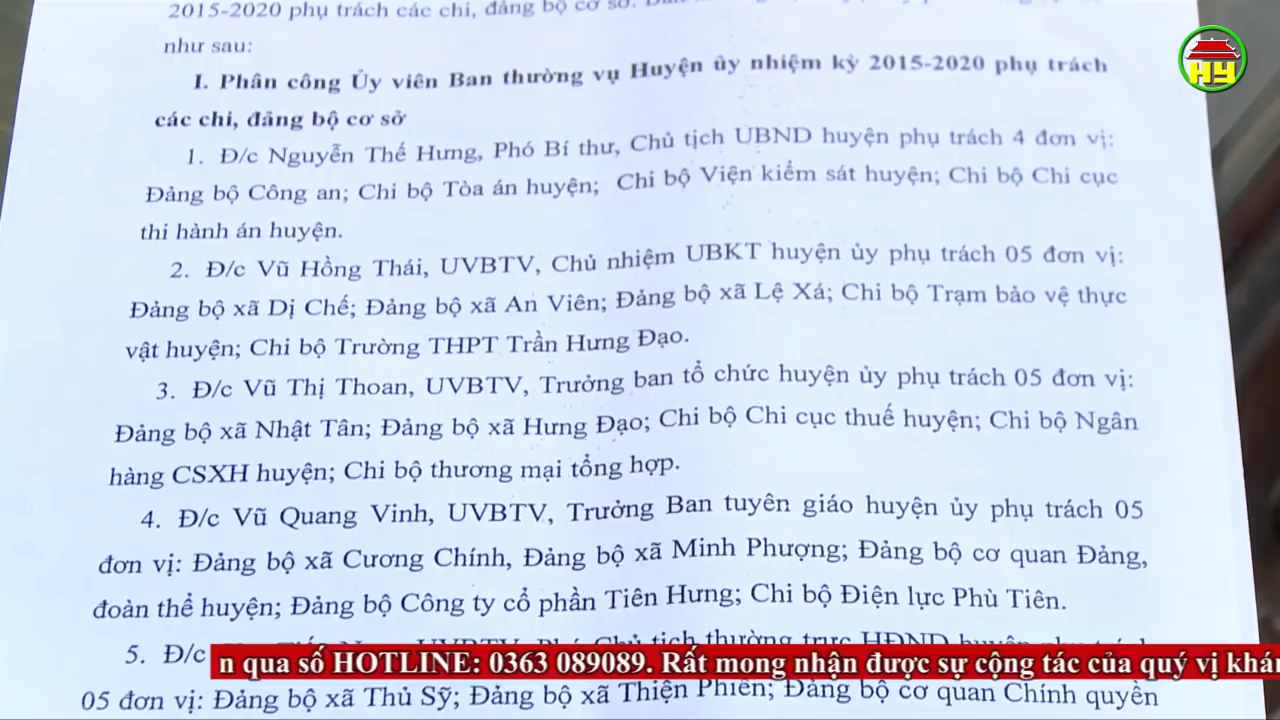 2015-2020 phụ trách các chi, đảng bộ cơ sở.
như sau:
I. Phân công Ủy viên Ban thường vụ Huyện ủy nhiệm kỳ 2015-2020 phụ trách
các chi, đảng bộ cơ sở
1. Đ/c Nguyễn Thế Hưng, Phó Bí thư, Chủ tịch UBND huyện phụ trách 4 đơn vị:
Đảng bộ Công an; Chi bộ Tòa án huyện; Chi bộ Viện kiểm sát huyện; Chi bộ Chi cục
thi hành án huyện.
2. Đ/c Vũ Hồng Thái, UVBTV, Chủ nhiệm UBKT huyện ủy phụ trách 05 đơn vị:
Đảng bộ xã Dị Chế; Đảng bộ xã An Viên; Đảng bộ xã Lệ Xá; Chi bộ Trạm bảo vệ thực
vật huyện; Chi bộ Trường THPT Trần Hưng Đạo.
3. Đ/c Vũ Thị Thoan, UVBTV, Trưởng ban tổ chức huyện ủy phụ trách 05 đơn vị:
Đảng bộ xã Nhật Tân; Đảng bộ xã Hưng Đạo; Chi bộ Chi cục thuế huyện; Chi bộ Ngân
hàng CSXH huyện; Chi bộ thương mại tổng hợp.
4. Đ/c Vũ Quang Vinh, UVBTV, Trưởng Ban tuyên giáo huyện ủy phụ trách 05
đơn vị: Đảng bộ xã Cương Chính, Đảng bộ xã Minh Phượng; Đảng bộ cơ quan Đảng,
đoàn thể huyện; Đảng bộ Công ty cổ phần Tiên Hưng; Chi bộ Điện lực Phù Tiên.
5. Đ/c UVBTV, Phó Chủ tịch thường trực HĐND huyện phụ trách
05 đơn vị: Đảng bộ xã Thủ Sỹ; Đảng bộ xã Thiện Phiến; Đảng bộ cơ quan Chính quyền
n qua số HOTLINE: 0363 089089. Rất mong nhận được sự cộng tác của quý vị khán
HY